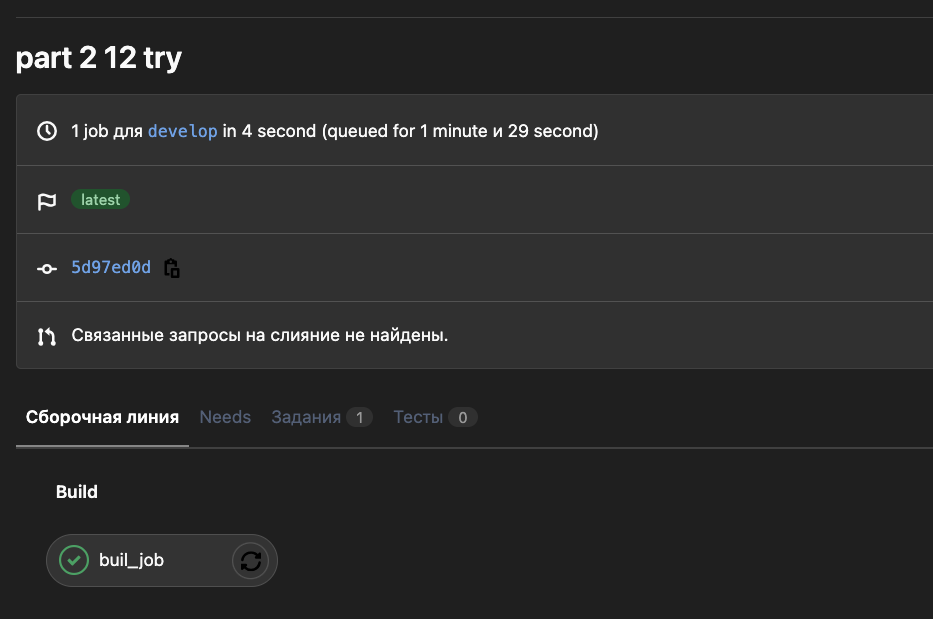 part 2 12 try
1 job для develop in 4 second (queued for 1 minute и 29 second)
latest
5d97ed0d
Связанные запросы на слияние не найдены.
Сборочная линия Needs Задания 1 Тесты 0
Build
buil_job